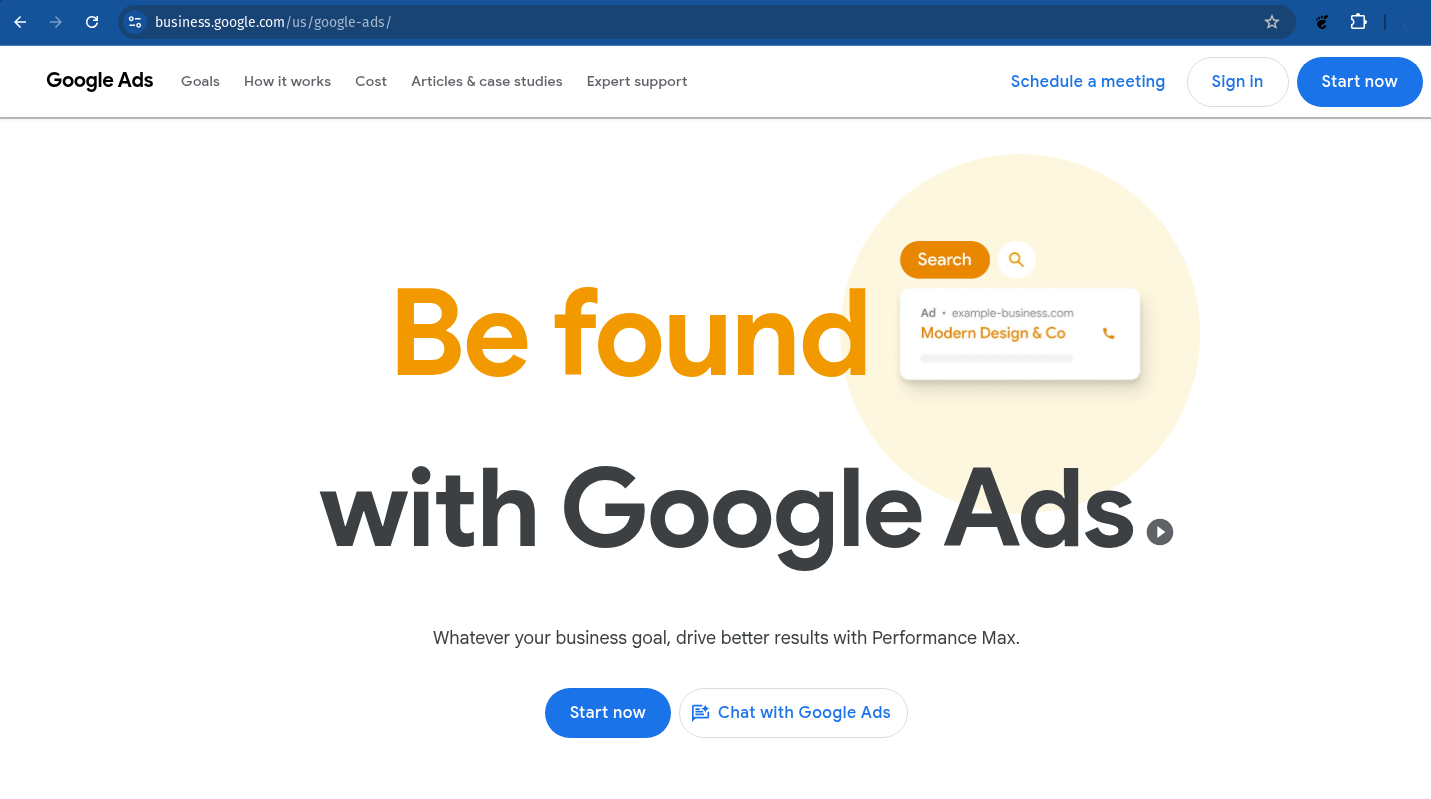 business.google.com/us/google-ads/
Google Ads
Goals
How it works
Cost
Articles & case studies
Expert support
Schedule a meeting
Sign in
Start now
Search
Ad • example-business.com
Modern Design & Co
Be found
with Google Ads
Whatever your business goal, drive better results with Performance Max.
Start now
Chat with Google Ads